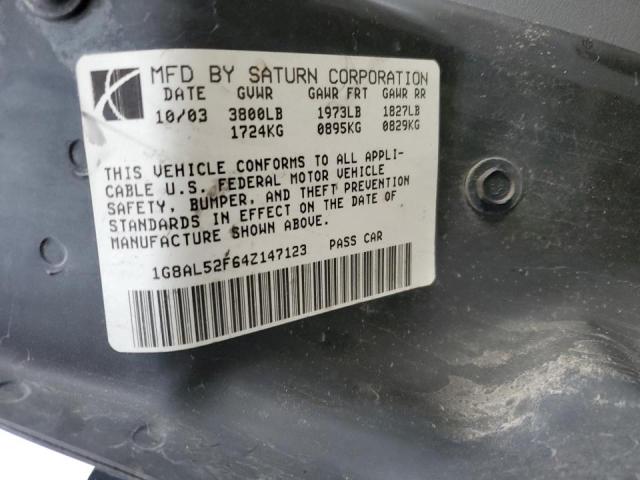 MFD BY SATURN CORPORATION
DATE GVWR GAWR FRT GAWR RR
10/03 3800LB 1973LB 1827LB
1724KG 0895KG 0829KG
THIS VEHICLE CONFORMS TO ALL APPLI-
CABLE U.S. FEDERAL MOTOR VEHICLE
SAFETY, BUMPER, AND THEFT PREVENTION
STANDARDS IN EFFECT ON THE DATE OF
MANUFACTURE SHOWN ABOVE.
1G8AL52F64Z147123 PASS CAR